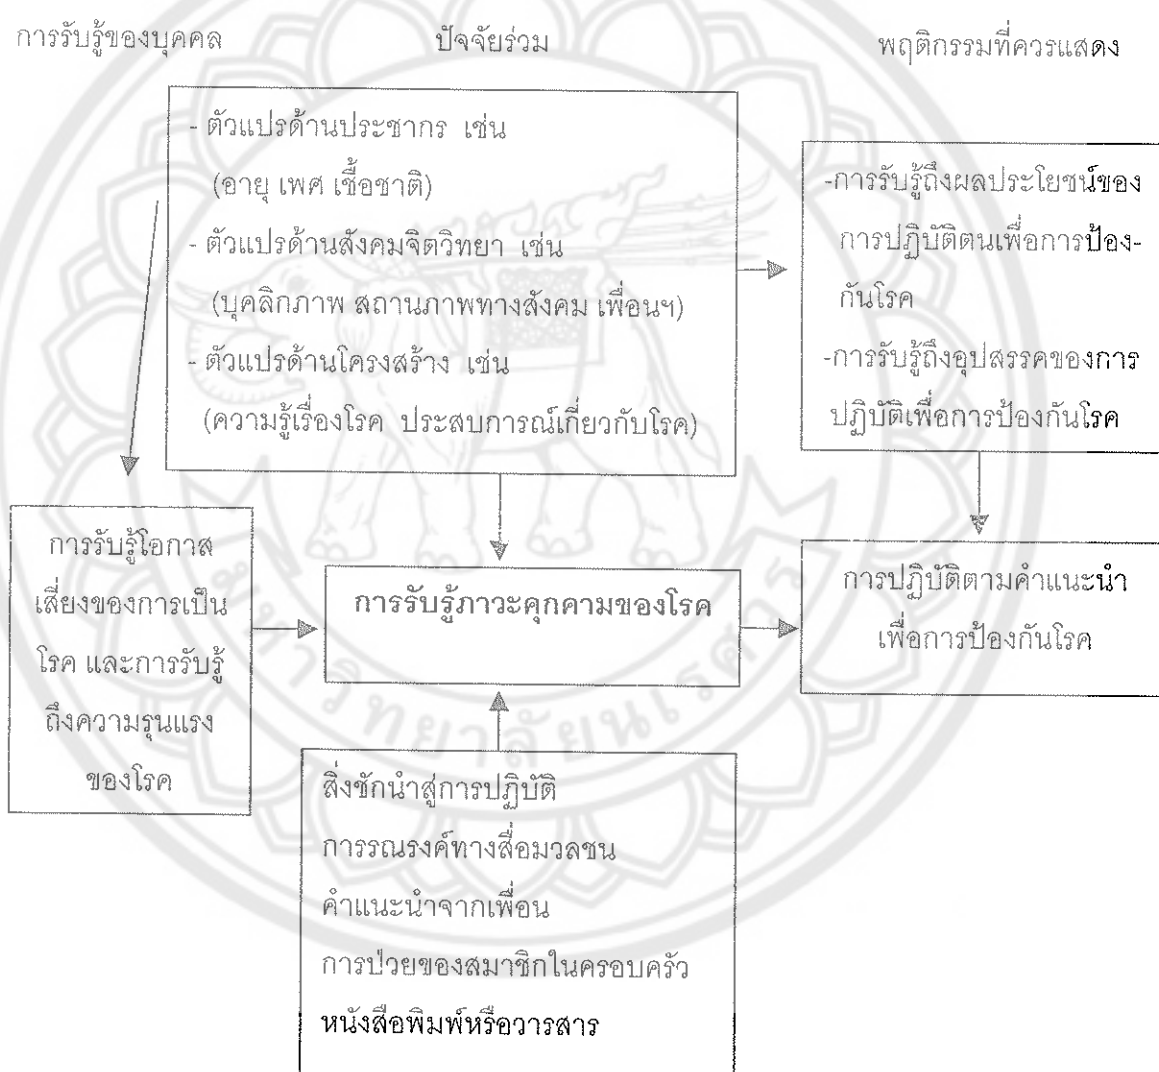 การรับรู้ของบุคคล
ปัจจัยร่วม
พฤติกรรมที่ควรแสดง
- ตัวแปรด้านประชากร เช่น
(อายุ เพศ เชื้อชาติ)
- ตัวแปรด้านสังคมจิตวิทยา เช่น
(บุคลิกภาพ สถานภาพทางสังคม เพื่อนฯ)
- ตัวแปรด้านโครงสร้าง เช่น
(ความรู้เรื่องโรค ประสบการณ์เกี่ยวกับโรค)
-การรับรู้ถึงผลประโยชน์ของ
การปฏิบัติตนเพื่อการป้อง-
กันโรค
-การรับรู้ถึงอุปสรรคของการ
ปฏิบัติเพื่อการป้องกันโรค
การรับรู้โอกาส
เสี่ยงของการเป็น
โรค และการรับรู้
ถึงความรุนแรง
ของโรค
การรับรู้ภาวะคุกคามของโรค
การปฏิบัติตามคำแนะนำ
เพื่อการป้องกันโรค
สิ่งชักนำสู่การปฏิบัติ
การรณรงค์ทางสื่อมวลชน
คำแนะนำจากเพื่อน
การป่วยของสมาชิกในครอบครัว
หนังสือพิมพ์หรือวารสาร
มหาวิทยาลัยนเรศวร